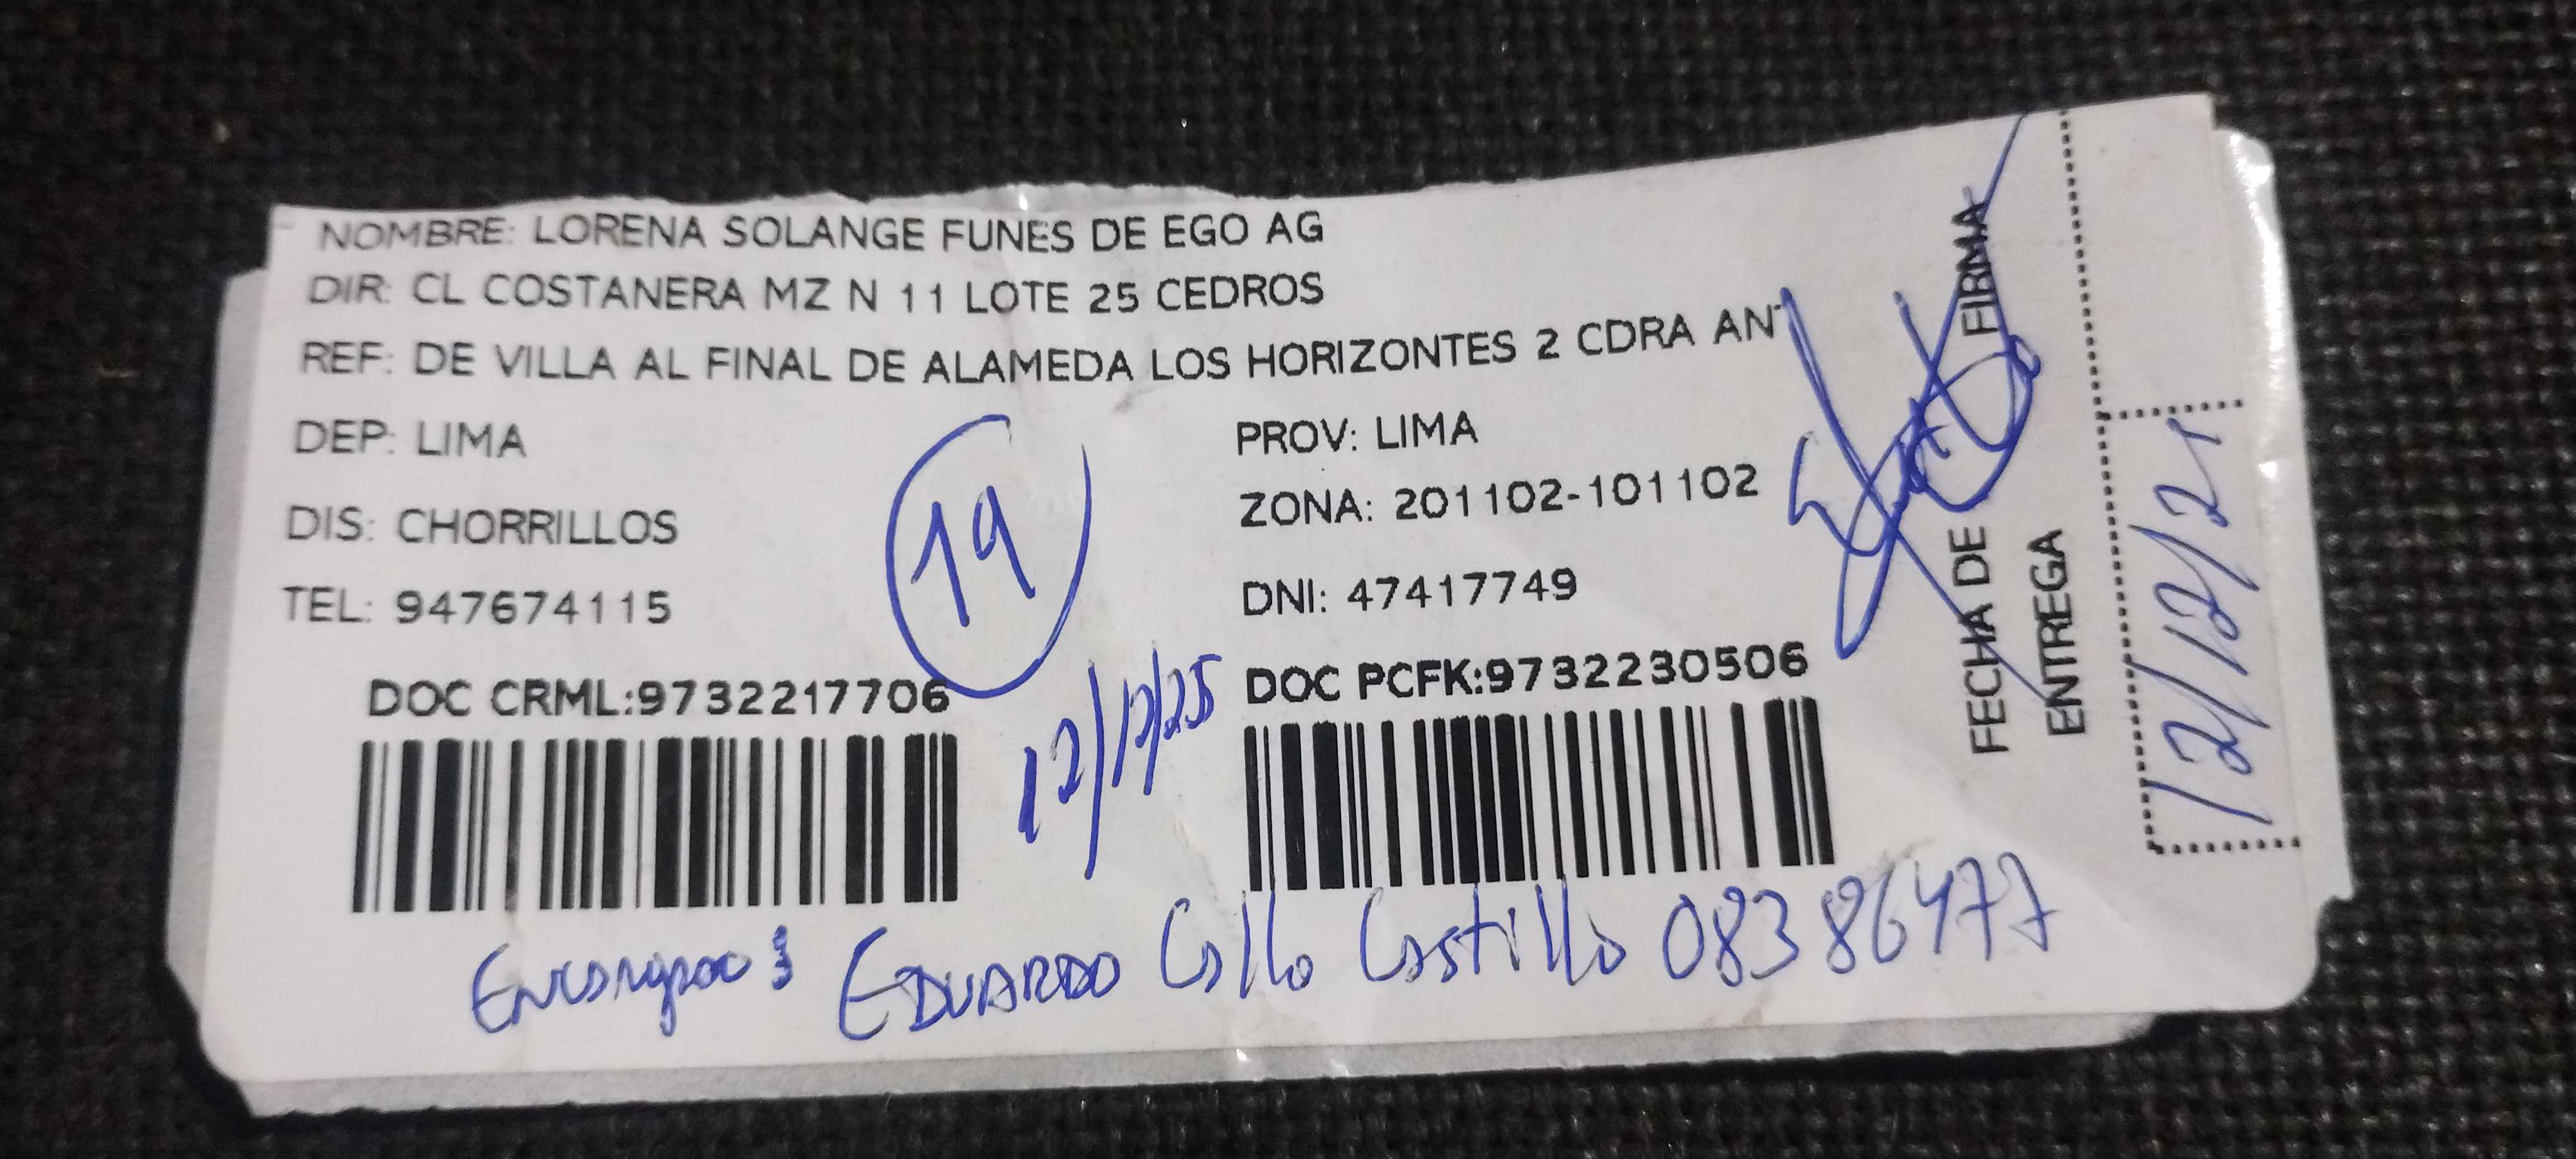 NOMBRE: LORENA SOLANGE FUNES DE EGO AG
DIR: CL COSTANERA MZ N 11 LOTE 25 CEDROS
REF: DE VILLA AL FINAL DE ALAMEDA LOS HORIZONTES 2 CDRA ANT
DEP: LIMA
PROV: LIMA
DIS: CHORRILLOS
ZONA: 201102-101102
TEL: 947674115
DNI: 47417749
19
DOC CRML:9732217706
12/12/25
DOC PCFK:9732230506
EDUARDO Callo Castillo 08386477
FIRMA
FECHA DE
ENTREGA
12/12/25